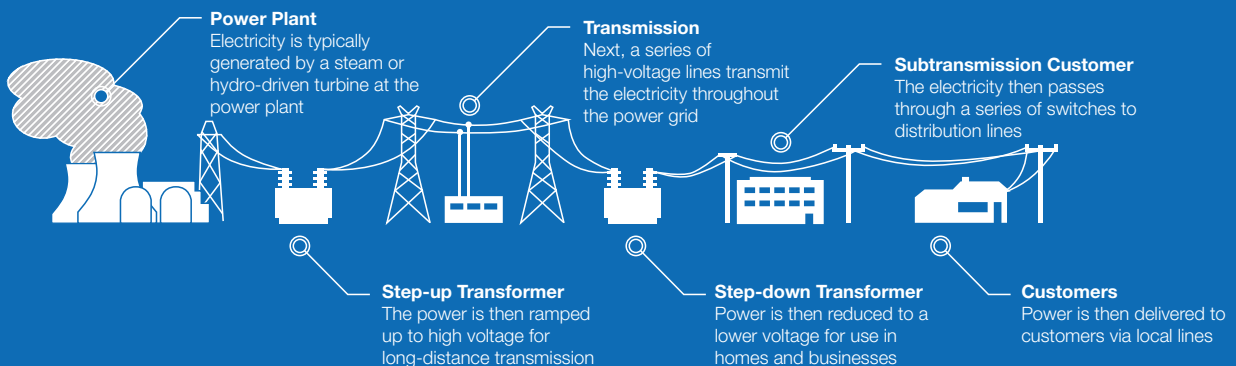 Power Plant
Electricity is typically
generated by a steam or
hydro-driven turbine at the
power plant
Step-up Transformer
The power is then ramped
up to high voltage for
long-distance transmission
Transmission
Next, a series of
high-voltage lines transmit
the electricity throughout
the power grid
Step-down Transformer
Power is then reduced to a
lower voltage for use in
homes and businesses
Subtransmission Customer
The electricity then passes
through a series of switches to
distribution lines
Customers
Power is then delivered to
customers via local lines